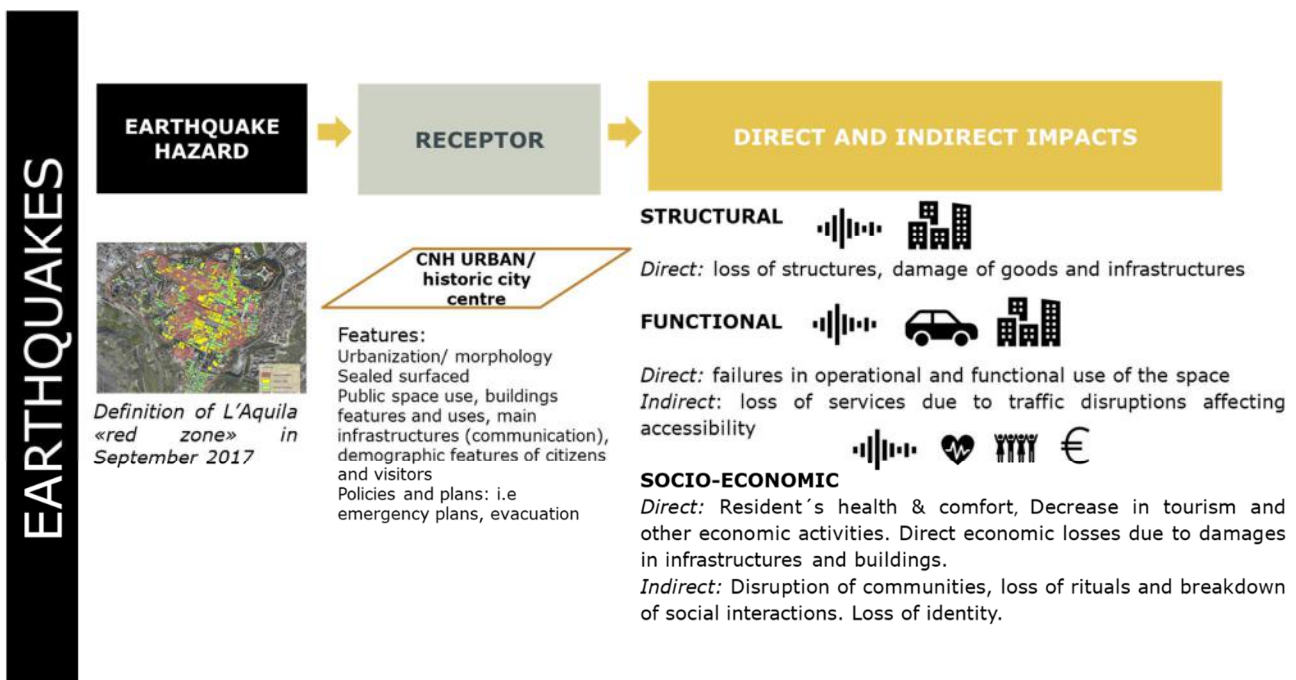 EARTHQUAKES
EARTHQUAKE
HAZARD
RECEPTOR
DIRECT AND INDIRECT IMPACTS
Definition of L’Aquila
«red zone» in
September 2017
CNH URBAN/
historic city
centre
Features:
Urbanization/ morphology
Sealed surfaced
Public space use, buildings
features and uses, main
infrastructures (communication),
demographic features of citizens
and visitors
Policies and plans: i.e
emergency plans, evacuation
STRUCTURAL
Direct: loss of structures, damage of goods and infrastructures
FUNCTIONAL
Direct: failures in operational and functional use of the space
Indirect: loss of services due to traffic disruptions affecting
accessibility
€
SOCIO-ECONOMIC
Direct: Resident´s health & comfort, Decrease in tourism and
other economic activities. Direct economic losses due to damages
in infrastructures and buildings.
Indirect: Disruption of communities, loss of rituals and breakdown
of social interactions. Loss of identity.